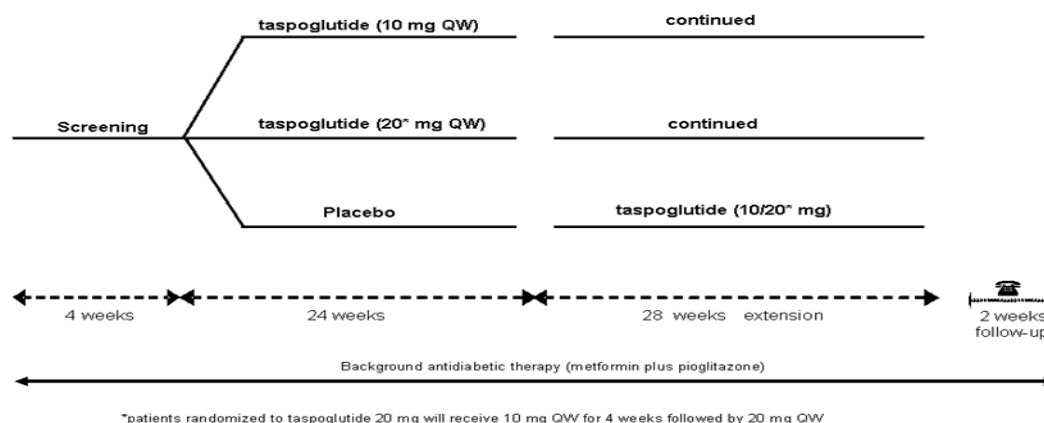 taspoglutide (10 mg QW)
continued
Screening
taspoglutide (20* mg QW)
continued
Placebo
taspoglutide (10/20* mg)
4 weeks
24 weeks
28 weeks extension
2 weeks
follow-up
Background antidiabetic therapy (metformin plus pioglitazone)
*patients randomized to taspoglutide 20 mg will receive 10 mg QW for 4 weeks followed by 20 mg QW